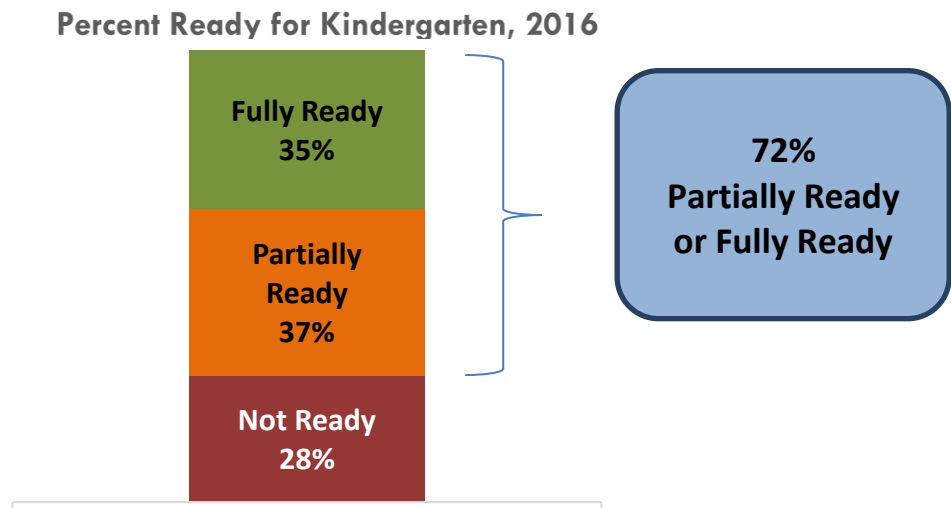 Percent Ready for Kindergarten, 2016
Fully Ready
35%
Partially
Ready
37%
Not Ready
28%
72%
Partially Ready
or Fully Ready